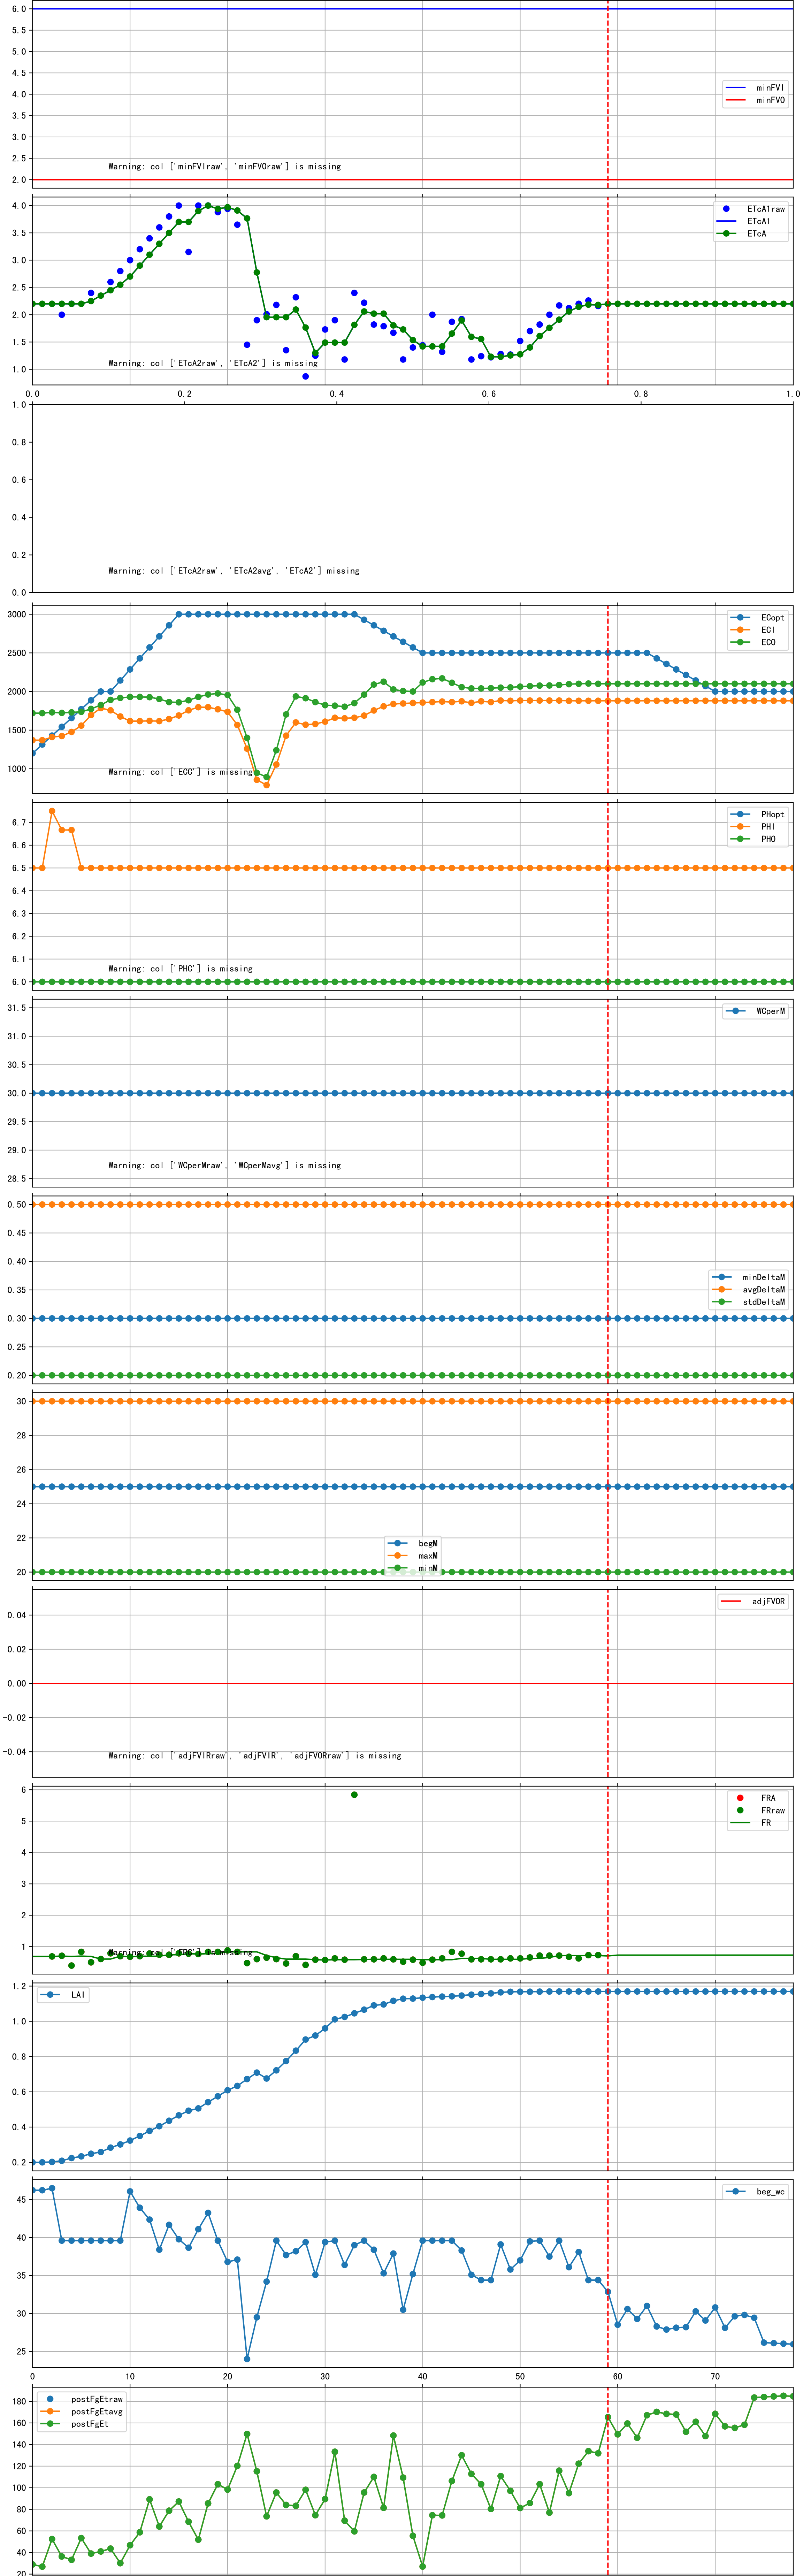 6.0
5.5
5.0
4.5
4.0
3.5
3.0
2.5
2.0
minFVI
minFVO
Warning: col ['minFVIraw', 'minFVOraw'] is missing
4.0
3.5
3.0
2.5
2.0
1.5
1.0
ETcA1raw
ETcA1
ETcA
Warning: col ['ETcA2raw', 'ETcA2'] is missing
0.0 0.2 0.4 0.6 0.8 1.0
1.0
0.8
0.6
0.4
0.2
0.0
Warning: col ['ETcA2raw', 'ETcA2avg', 'ETcA2'] missing
3000
2500
2000
1500
1000
ECopt
ECI
ECO
Warning: col ['ECC'] is missing
6.7
6.6
6.5
6.4
6.3
6.2
6.1
6.0
PHopt
PHI
PHO
Warning: col ['PHC'] is missing
31.5
31.0
30.5
30.0
29.5
29.0
28.5
WCperM
Warning: col ['WCperMraw', 'WCperMavg'] is missing
0.50
0.45
0.40
0.35
0.30
0.25
0.20
minDeltaM
avgDeltaM
stdDeltaM
30
28
26
24
22
20
begM
maxM
minM
0.04
0.02
0.00
-0.02
-0.04
adjFVOR
Warning: col ['adjFVIRraw', 'adjFVIR', 'adjFVORraw'] is missing
6
5
4
3
2
1
FRA
FRraw
FR
Warning: col ['FRC'] is missing
1.2
1.0
0.8
0.6
0.4
0.2
LAI
45
40
35
30
25
beg_wc
0 10 20 30 40 50 60 70
180
160
140
120
100
80
60
40
20
postFgEtraw
postFgEtavg
postFgEt